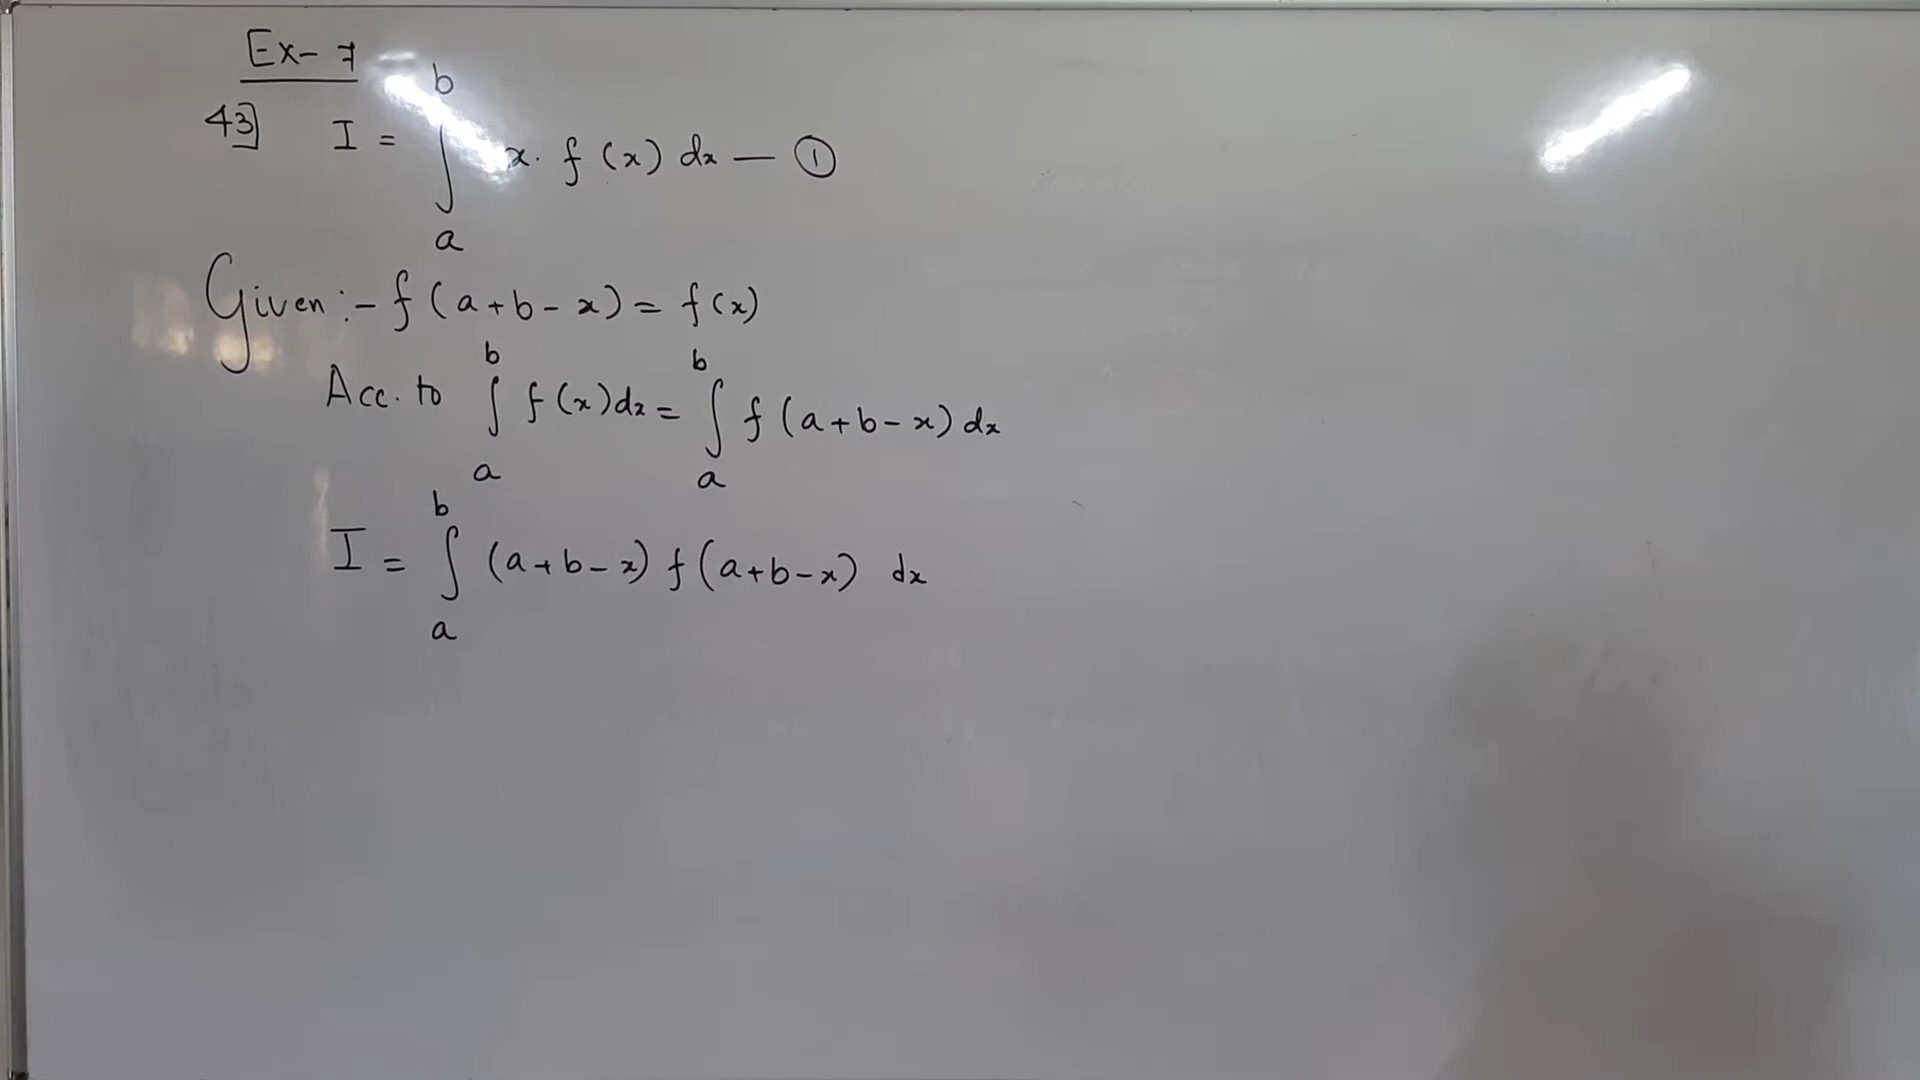 Ex- 7
43] I = ∫_a^b x. f (x) dx — ①
Given :- f (a+b-x) = f(x)
Acc. to ∫_a^b f (x)dx = ∫_a^b f (a+b-x) dx
I = ∫_a^b (a+b-x) f (a+b-x) dx